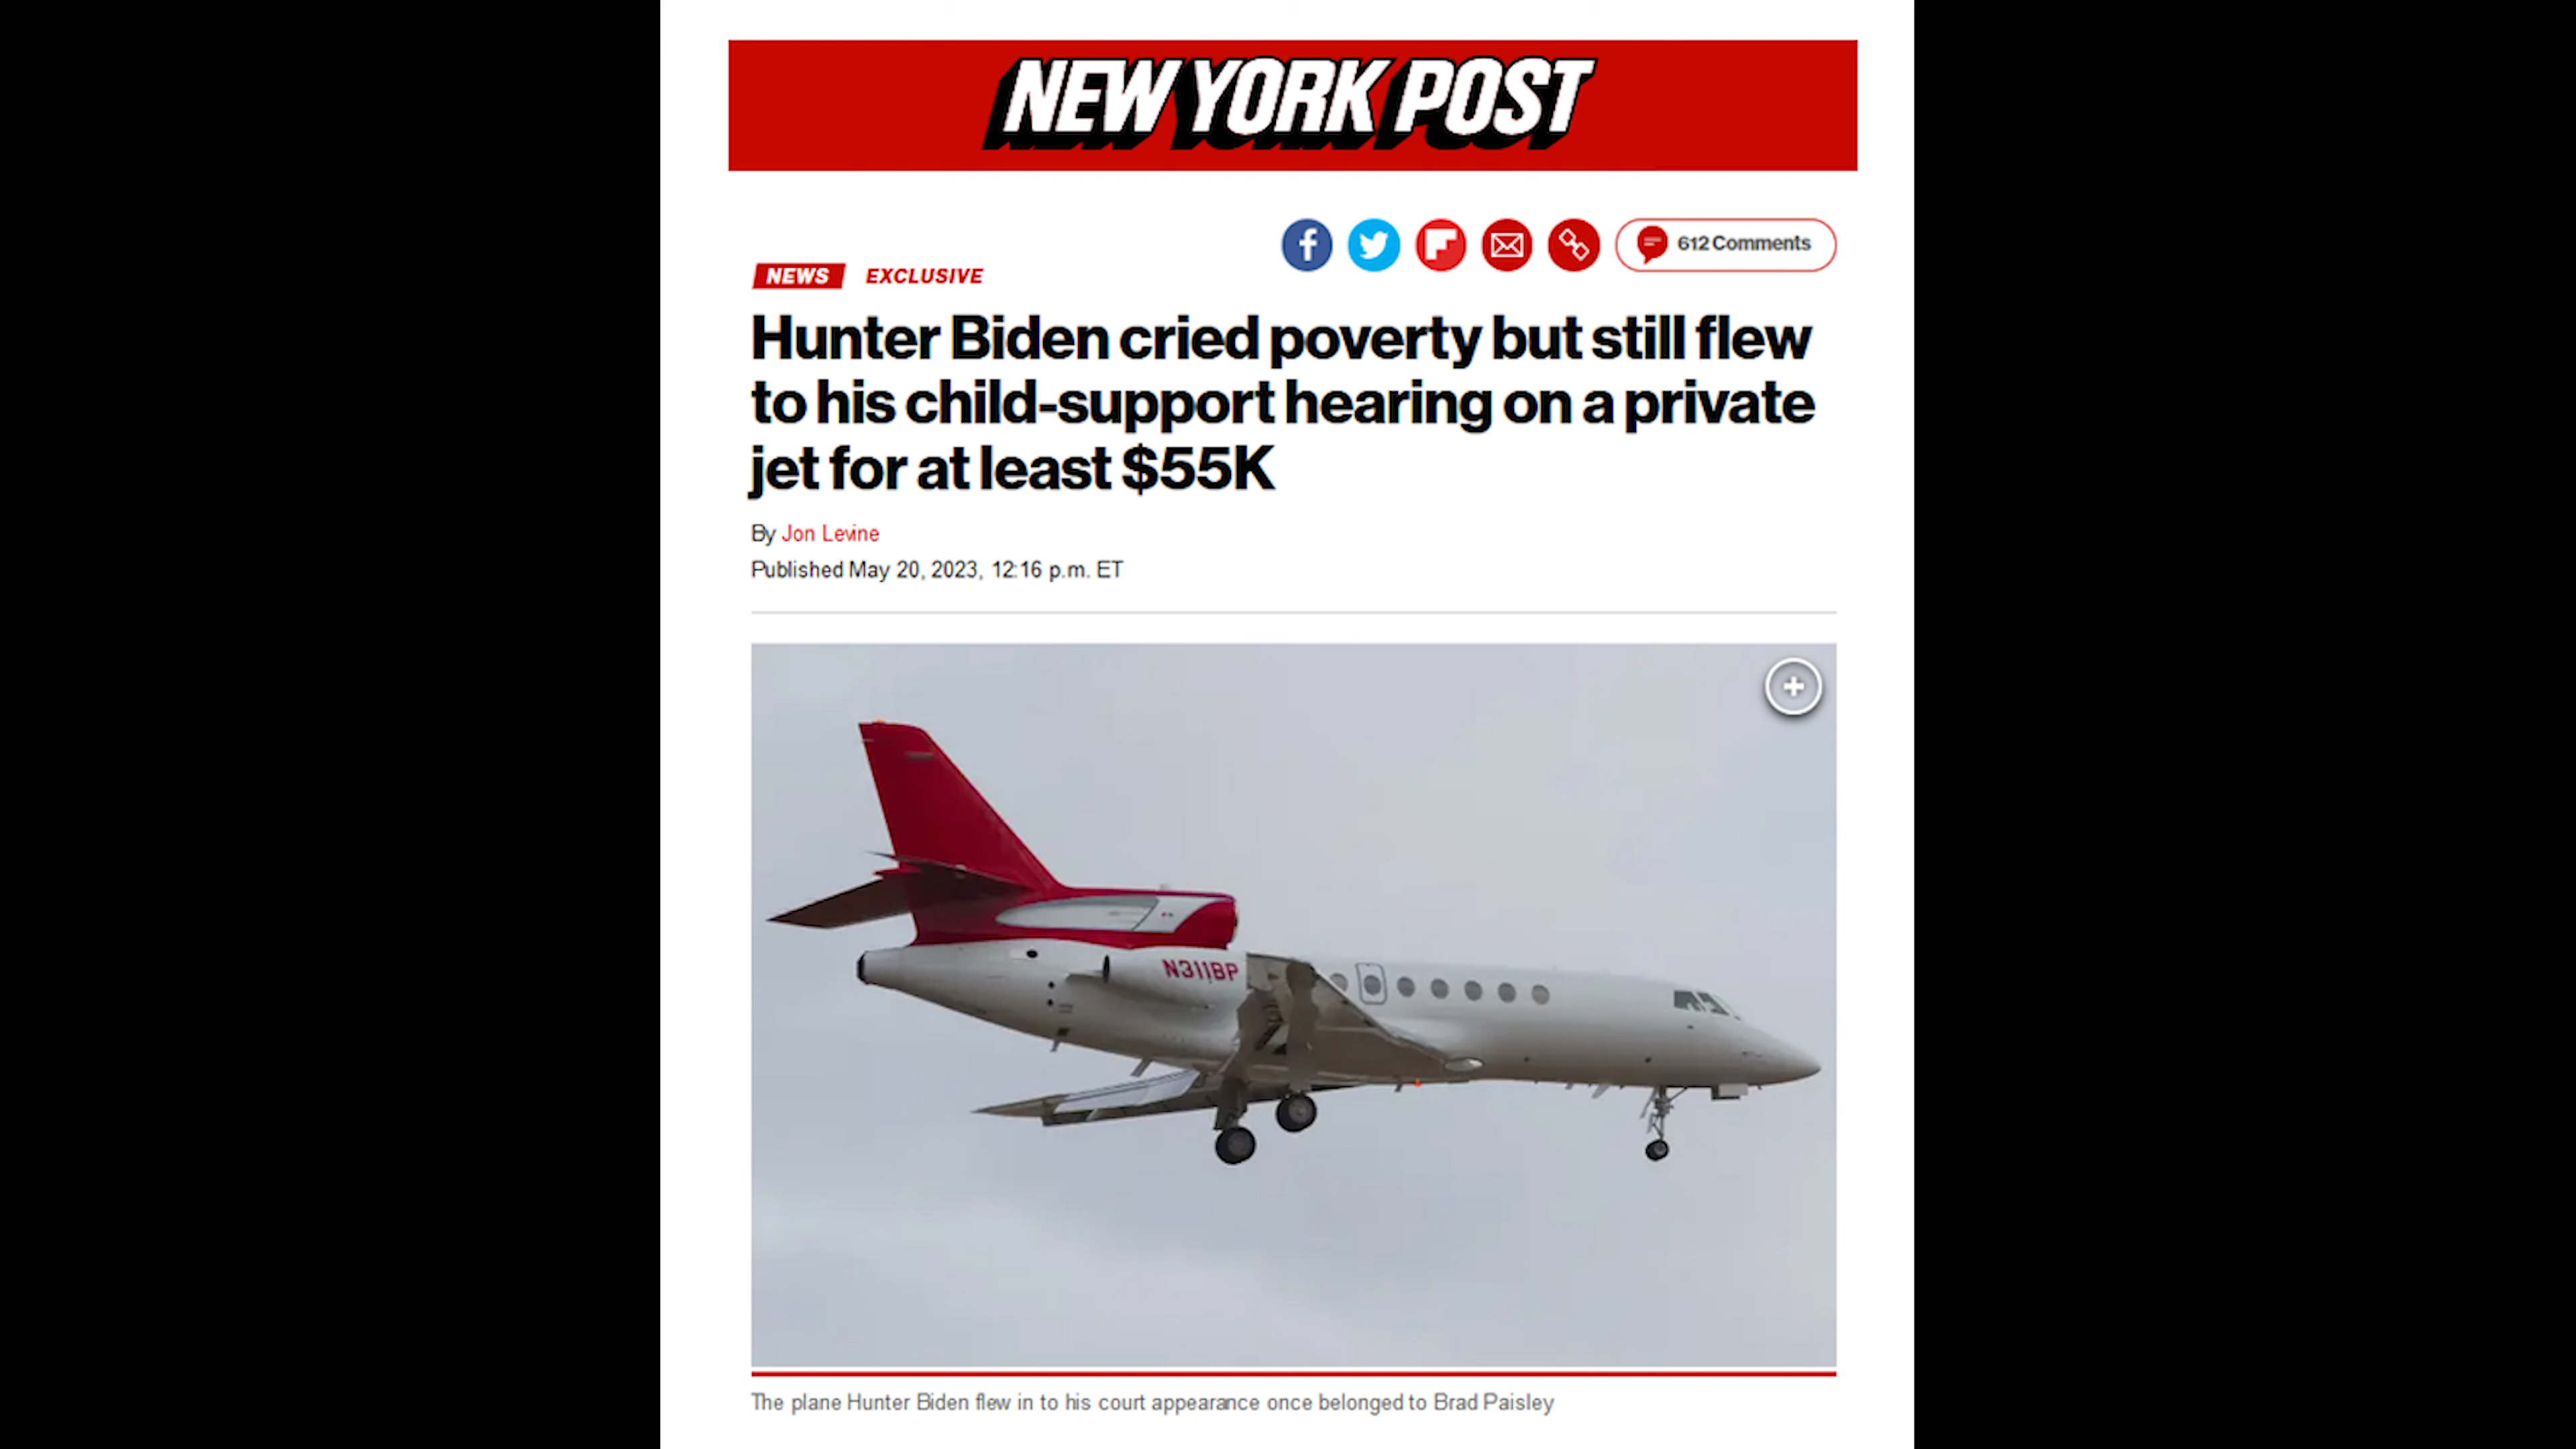 NEW YORK POST
612 Comments
NEWS EXCLUSIVE
Hunter Biden cried poverty but still flew
to his child-support hearing on a private
jet for at least $55K
By Jon Levine
Published May 20, 2023, 12:16 p.m. ET
N311BP
The plane Hunter Biden flew in to his court appearance once belonged to Brad Paisley